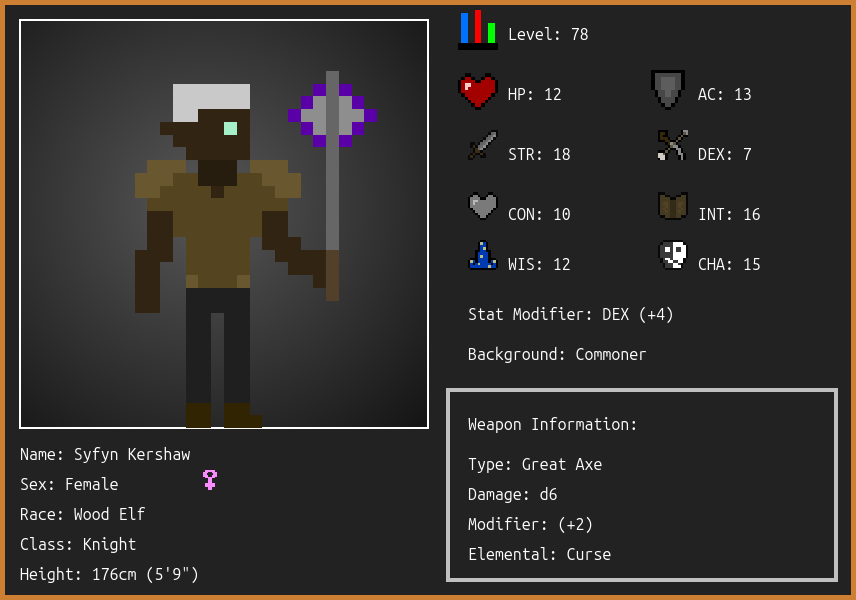 Level: 78
HP: 12
AC: 13
STR: 18
DEX: 7
CON: 10
INT: 16
WIS: 12
CHA: 15
Stat Modifier: DEX (+4)
Background: Commoner
Weapon Information:
Type: Great Axe
Damage: d6
Modifier: (+2)
Elemental: Curse
Name: Syfyn Kershaw
Sex: Female
Race: Wood Elf
Class: Knight
Height: 176cm (5'9")